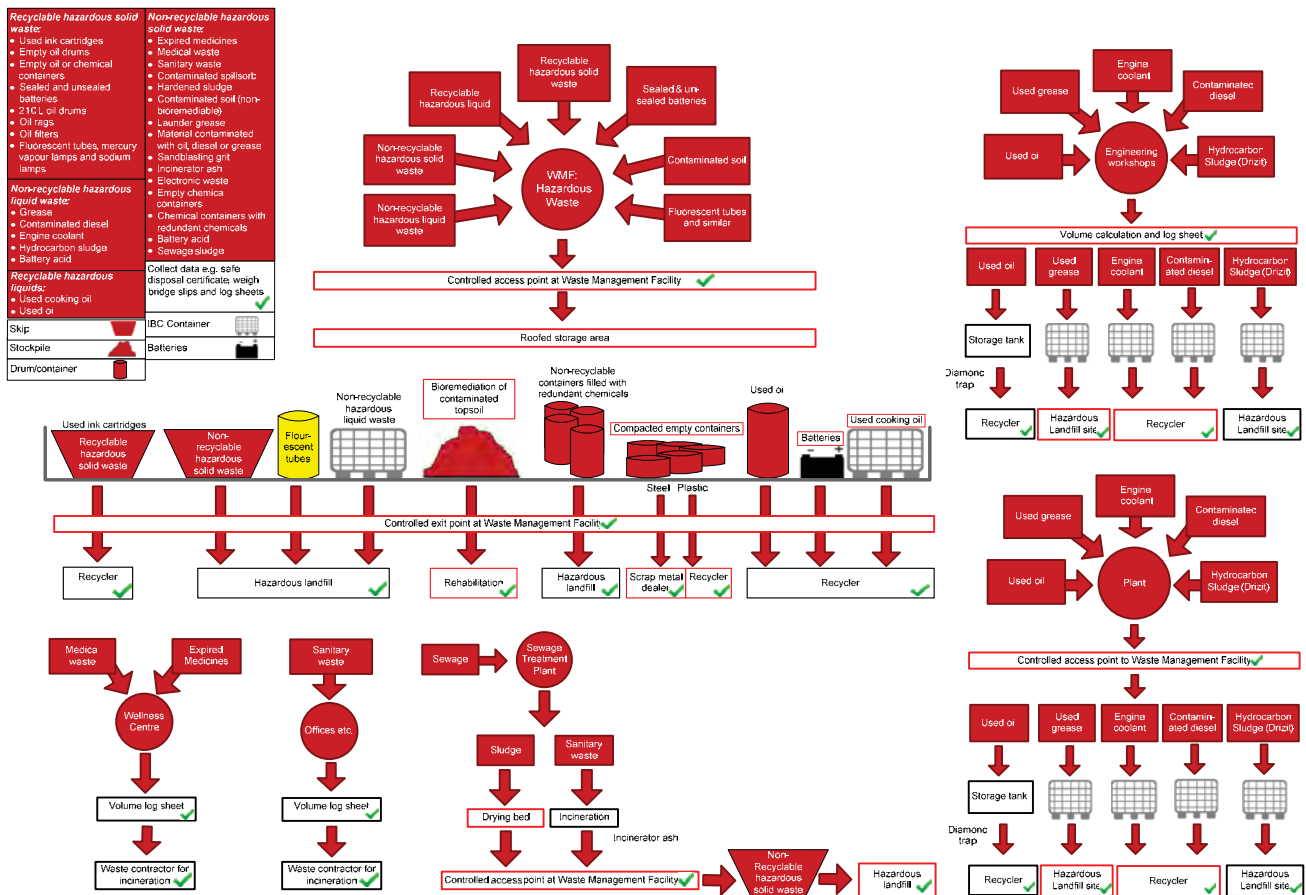 Recyclable hazardous solid
waste:
• Used ink cartridges
• Empty oil drums
• Empty oil or chemical
containers
• Sealed and unsealed
batteries
• 21CL oil drums
• Oil rags
• Oil filters
• Fluorescent tubes, mercury
vapour lamps and sodium
lamps
Non-recyclable hazardous
liquid waste:
• Grease
• Contaminated diesel
• Engine coolant
• Hydrocarbon sludge
• Battery acid
Recyclable hazardous
liquids:
• Used cooking oil
• Used oi
Skip
Stockpile
Drum/container
Non-recyclable hazardous
solid waste:
• Expired medicines
• Medical waste
• Sanitary waste
• Contaminated spillsorb
• Hardened sludge
• Contaminated soil (non-
bioremediable)
• Launder grease
• Material contaminated
with oil, diesel or grease
• Sandblasting grit
• Incinerator ash
• Electronic waste
• Empty chemica
containers
• Chemical containers with
redundant chemicals
• Battery acid
• Sewage sludge
Collect data e.g. safe
disposal certificate, weigh
bridge slips and log sheets
IBC Container
Batteries
Recyclable
hazardous solid
waste
Recyclable
hazardous liquid
Sealed & un-
sealed batteries
Non-recyclable
hazardous solid
waste
Contaminated
soil
Non-recyclable
hazardous
liquid waste
Fluorescent tubes
and similar
WMF:
Hazardous
Waste
Controlled access point at Waste Management Facility
Roofed storage area
Used ink cartridges
Recyclable
hazardous
solid waste
Non-
recyclable
hazardous
solid waste
Flour-
escent
tubes
Non-recyclable
hazardous
liquid waste
Bioremediation of
contaminated
topsoil
Non-recyclable
containers filled with
redundant chemicals
Compacted empty containers
Used oi
Batteries
Used cooking oil
Steel
Plastic
Controlled exit point at Waste Management Facility
Recycler
Hazardous landfill
Rehabilitation
Hazardous
landfill
Scrap metal
dealer
Recycler
Recycler
Medica
waste
Expired
Medicines
Wellness
Centre
Volume log sheet
Waste contractor for
incineration
Sanitary
waste
Offices etc.
Volume log sheet
Waste contractor for
incineration
Sewage
Sewage
Treatment
Plant
Sludge
Sanitary
waste
Drying bed
Incineration
Incinerator ash
Controlled access point at Waste Management Facility
Non-
Recyclable
hazardous
solid waste
Hazardous
landfill
Engine
coolant
Used grease
Contaminated
diesel
Used oi
Hydrocarbon
Sludge (Drizit)
Engineering
workshops
Volume calculation and log sheet
Used oil
Used
grease
Engine
coolant
Contamin-
ated diesel
Hydrocarbon
Sludge (Drizit)
Storage tank
Diamonc
trap
Recycler
Hazardous
Landfill site
Recycler
Hazardous
Landfill site
Engine
coolant
Used grease
Contaminated
diesel
Used oil
Hydrocarbon
Sludge (Drizit)
Plant
Controlled access point to Waste Management Facility
Used oi
Used
grease
Engine
coolant
Contamin-
ated diesel
Hydrocarbon
Sludge (Drizit)
Storage tank
Diamonc
trap
Recycler
Hazardous
Landfill site
Recycler
Hazardous
Landfill site